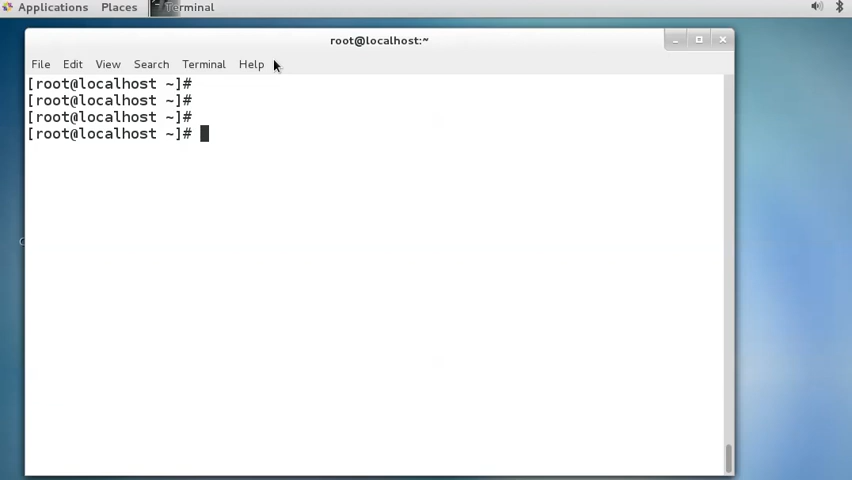 Applications Places Terminal
root@localhost:~
File Edit View Search Terminal Help
[root@localhost ~]#
[root@localhost ~]#
[root@localhost ~]#
[root@localhost ~]#